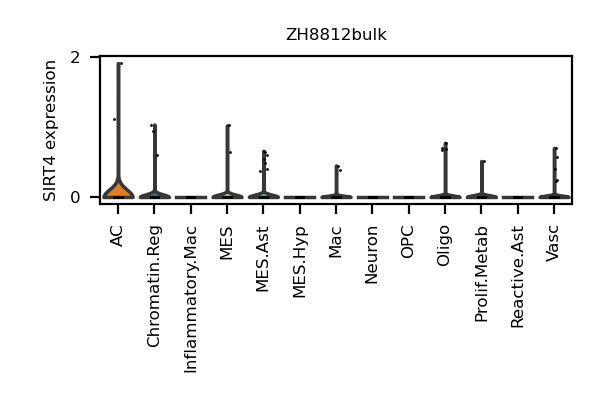 ZH8812bulk
SIRT4 expression
2
0
AC
Chromatin.Reg
Inflammatory.Mac
MES
MES.Ast
MES.Hyp
Mac
Neuron
OPC
Oligo
Prolif.Metab
Reactive.Ast
Vasc